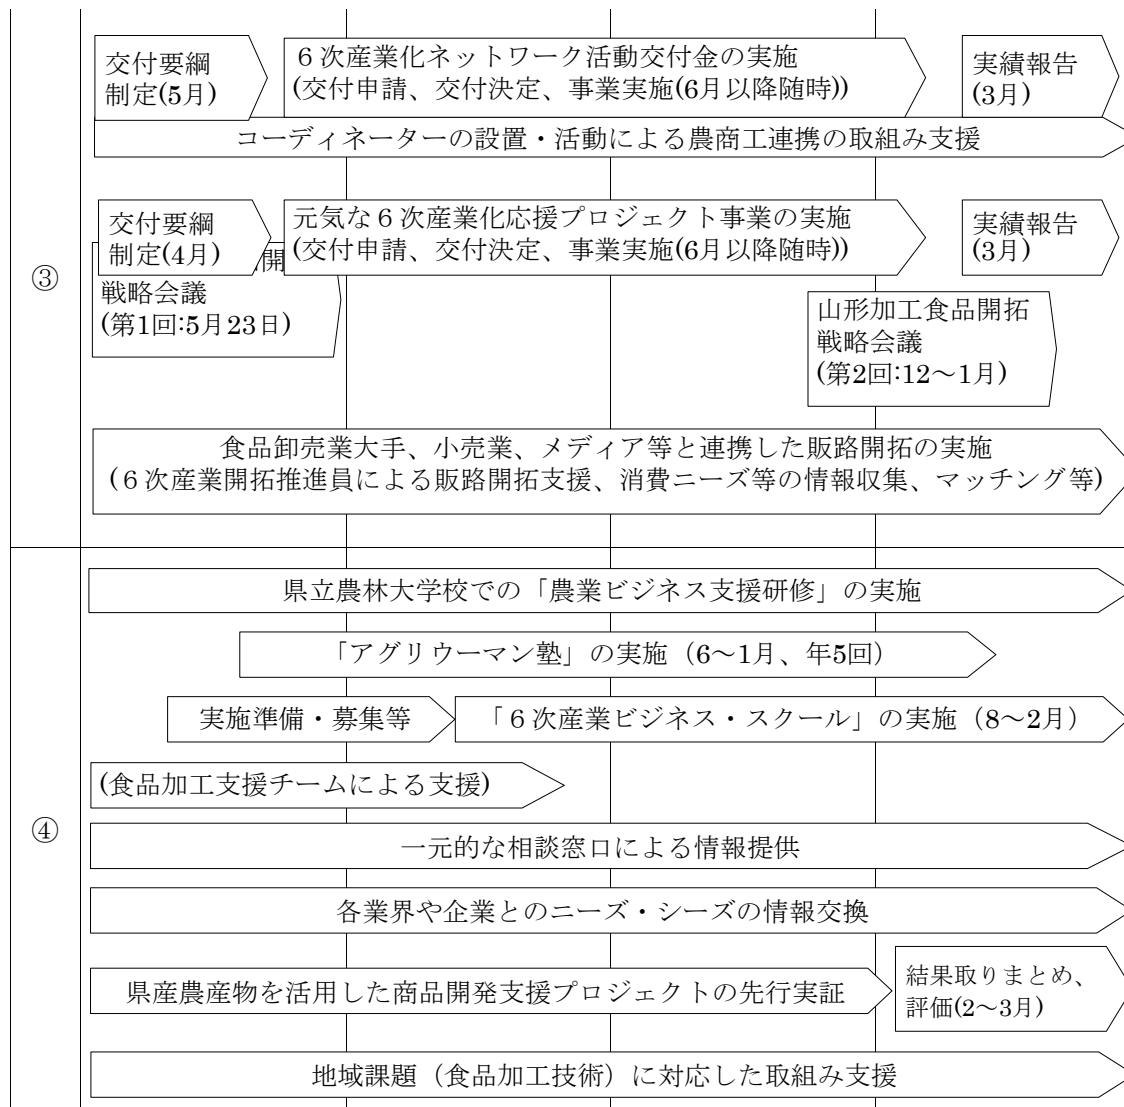 ③
交付要綱
制定(5月)
６次産業化ネットワーク活動交付金の実施
(交付申請、交付決定、事業実施(6月以降随時))
実績報告
(3月)
コーディネーターの設置・活動による農商工連携の取組み支援
交付要綱
制定(4月)
元気な６次産業化応援プロジェクト事業の実施
(交付申請、交付決定、事業実施(6月以降随時))
実績報告
(3月)
開
戦略会議
(第1回:5月23日)
山形加工食品開拓
戦略会議
(第2回:12～1月)
食品卸売業大手、小売業、メディア等と連携した販路開拓の実施
(６次産業開拓推進員による販路開拓支援、消費ニーズ等の情報収集、マッチング等)
④
県立農林大学校での「農業ビジネス支援研修」の実施
「アグリウーマン塾」の実施（6～1月、年5回）
実施準備・募集等
「６次産業ビジネス・スクール」の実施（8～2月）
(食品加工支援チームによる支援)
一元的な相談窓口による情報提供
各業界や企業とのニーズ・シーズの情報交換
県産農産物を活用した商品開発支援プロジェクトの先行実証
結果取りまとめ、
評価(2～3月)
地域課題（食品加工技術）に対応した取組み支援